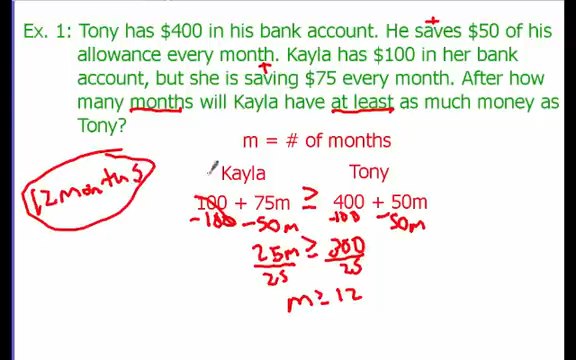 Ex. 1: Tony has $400 in his bank account. He saves $50 of his
allowance every month. Kayla has $100 in her bank
account, but she is saving $75 every month. After how
many months will Kayla have at least as much money as
Tony?
m = # of months
Kayla Tony
100 + 75m ≥ 400 + 50m
-100 -50m -100 -50m
25m ≥ 300
25 25
m ≥ 12
12 months